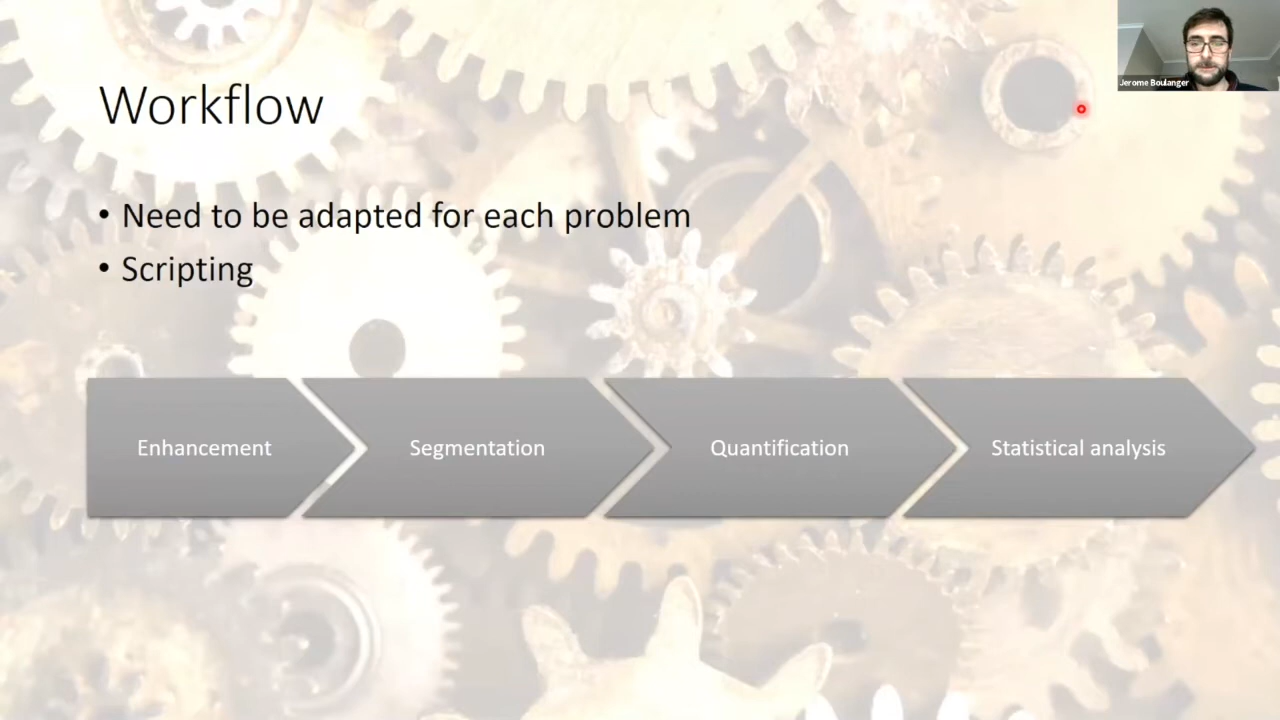 Jerome Boulanger
Workflow
• Need to be adapted for each problem
• Scripting
Enhancement
Segmentation
Quantification
Statistical analysis